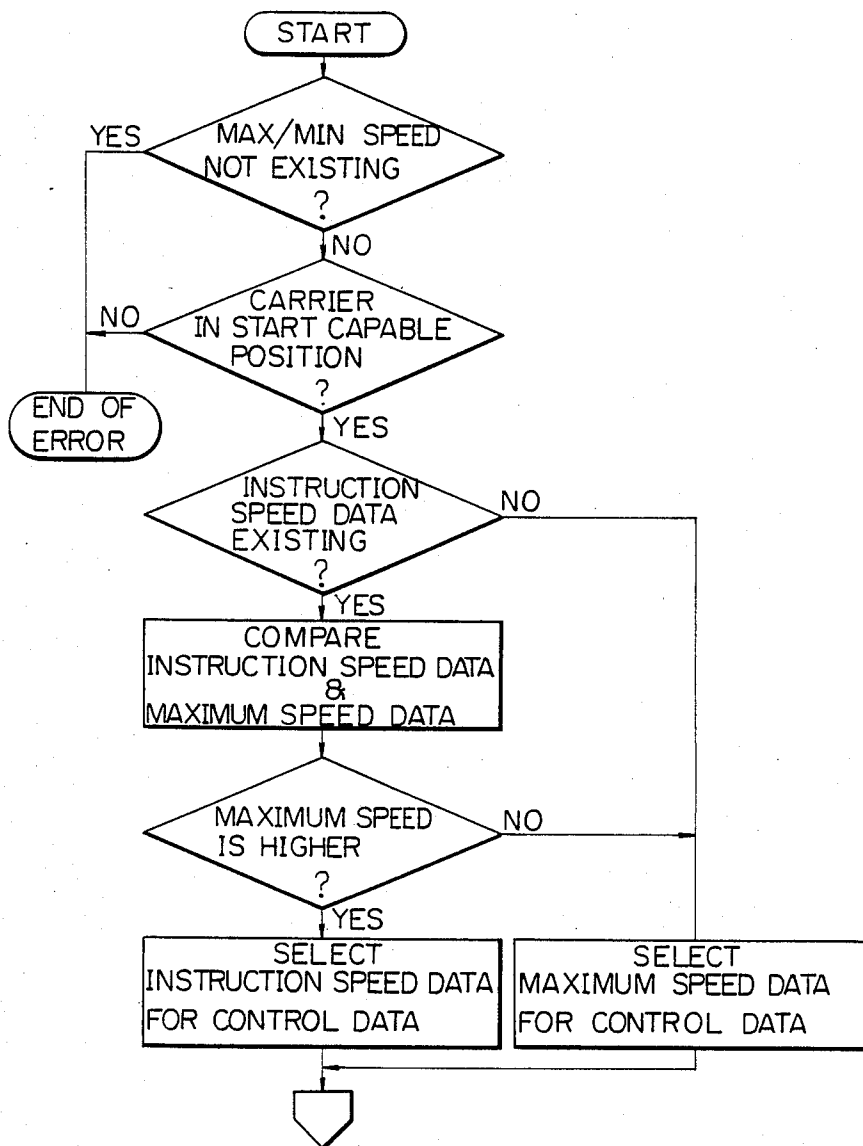 START
YES
MAX/MIN SPEED
NOT EXISTING
?
NO
NO
CARRIER
IN START CAPABLE
POSITION
?
END OF
ERROR
YES
INSTRUCTION
SPEED DATA
EXISTING
?
NO
YES
COMPARE
INSTRUCTION SPEED DATA
&
MAXIMUM SPEED DATA
MAXIMUM SPEED
IS HIGHER
?
NO
YES
SELECT
INSTRUCTION SPEED DATA
FOR CONTROL DATA
SELECT
MAXIMUM SPEED DATA
FOR CONTROL DATA